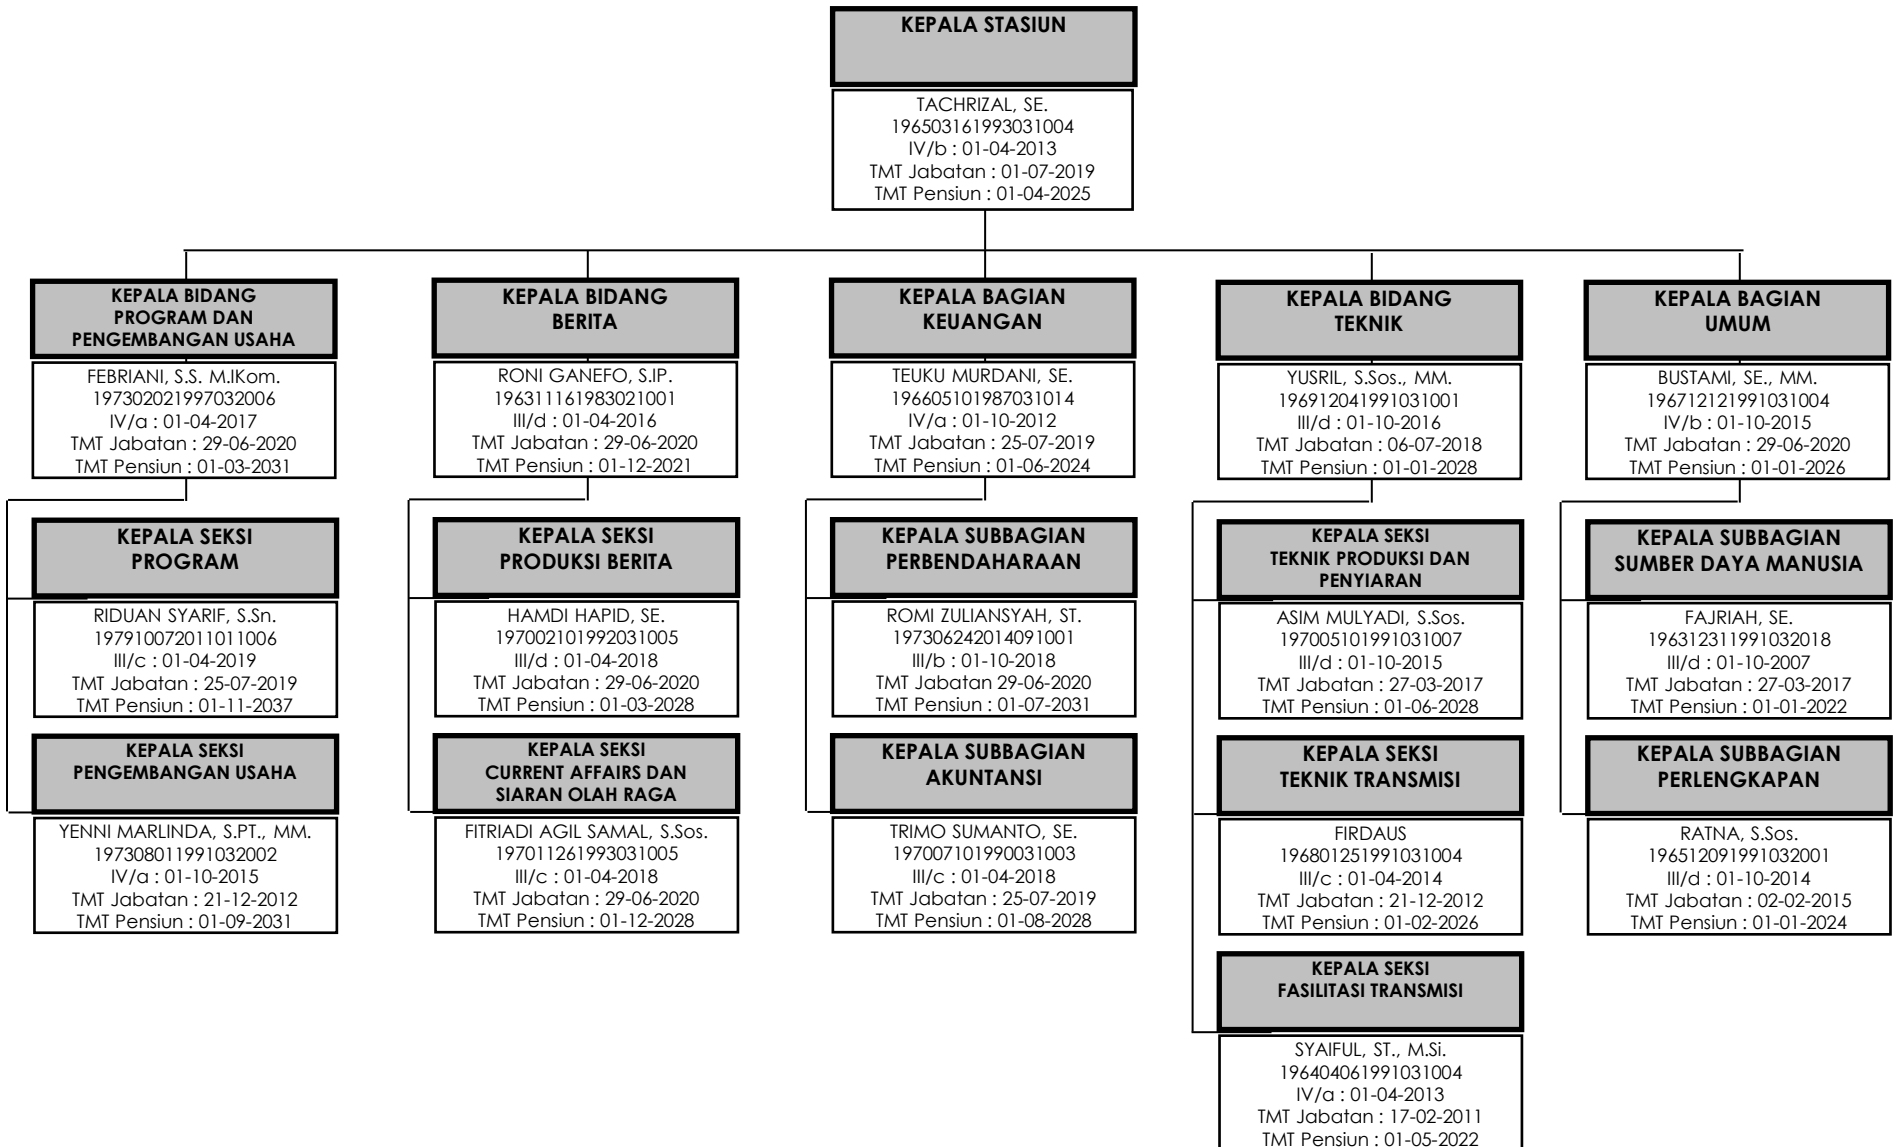 KEPALA STASIUN
TACHRIZAL, SE.
196503161993031004
IV/b : 01-04-2013
TMT Jabatan : 01-07-2019
TMT Pensiun : 01-04-2025
KEPALA BIDANG
PROGRAM DAN
PENGEMBANGAN USAHA
FEBRIANI, S.S. M.IKom.
197302021997032006
IV/a : 01-04-2017
TMT Jabatan : 29-06-2020
TMT Pensiun : 01-03-2031
KEPALA SEKSI
PROGRAM
RIDUAN SYARIF, S.Sn.
197910072011011006
III/c : 01-04-2019
TMT Jabatan : 25-07-2019
TMT Pensiun : 01-11-2037
KEPALA SEKSI
PENGEMBANGAN USAHA
YENNI MARLINDA, S.PT., MM.
197308011991032002
IV/a : 01-10-2015
TMT Jabatan : 21-12-2012
TMT Pensiun : 01-09-2031
KEPALA BIDANG
BERITA
RONI GANEFO, S.IP.
196311161983021001
III/d : 01-04-2016
TMT Jabatan : 29-06-2020
TMT Pensiun : 01-12-2021
KEPALA SEKSI
PRODUKSI BERITA
HAMDI HAPID, SE.
197002101992031005
III/d : 01-04-2018
TMT Jabatan : 29-06-2020
TMT Pensiun : 01-03-2028
KEPALA SEKSI
CURRENT AFFAIRS DAN
SIARAN OLAH RAGA
FITRIADI AGIL SAMAL, S.Sos.
197011261993031005
III/c : 01-04-2018
TMT Jabatan : 29-06-2020
TMT Pensiun : 01-12-2028
KEPALA BAGIAN
KEUANGAN
TEUKU MURDANI, SE.
196605101987031014
IV/a : 01-10-2012
TMT Jabatan : 25-07-2019
TMT Pensiun : 01-06-2024
KEPALA SUBBAGIAN
PERBENDAHARAAN
ROMI ZULIANSYAH, ST.
197306242014091001
III/b : 01-10-2018
TMT Jabatan 29-06-2020
TMT Pensiun : 01-07-2031
KEPALA SUBBAGIAN
AKUNTANSI
TRIMO SUMANTO, SE.
197007101990031003
III/c : 01-04-2018
TMT Jabatan : 25-07-2019
TMT Pensiun : 01-08-2028
KEPALA BIDANG
TEKNIK
YUSRIL, S.Sos., MM.
196912041991031001
III/d : 01-10-2016
TMT Jabatan : 06-07-2018
TMT Pensiun : 01-01-2028
KEPALA SEKSI
TEKNIK PRODUKSI DAN
PENYIARAN
ASIM MULYADI, S.Sos.
197005101991031007
III/d : 01-10-2015
TMT Jabatan : 27-03-2017
TMT Pensiun : 01-06-2028
KEPALA SEKSI
TEKNIK TRANSMISI
FIRDAUS
196801251991031004
III/c : 01-04-2014
TMT Jabatan : 21-12-2012
TMT Pensiun : 01-02-2026
KEPALA SEKSI
FASILITASI TRANSMISI
SYAIFUL, ST., M.Si.
196404061991031004
IV/a : 01-04-2013
TMT Jabatan : 17-02-2011
TMT Pensiun : 01-05-2022
KEPALA BAGIAN
UMUM
BUSTAMI, SE., MM.
196712121991031004
IV/b : 01-10-2015
TMT Jabatan : 29-06-2020
TMT Pensiun : 01-01-2026
KEPALA SUBBAGIAN
SUMBER DAYA MANUSIA
FAJRIAH, SE.
196312311991032018
III/d : 01-10-2007
TMT Jabatan : 27-03-2017
TMT Pensiun : 01-01-2022
KEPALA SUBBAGIAN
PERLENGKAPAN
RATNA, S.Sos.
196512091991032001
III/d : 01-10-2014
TMT Jabatan : 02-02-2015
TMT Pensiun : 01-01-2024